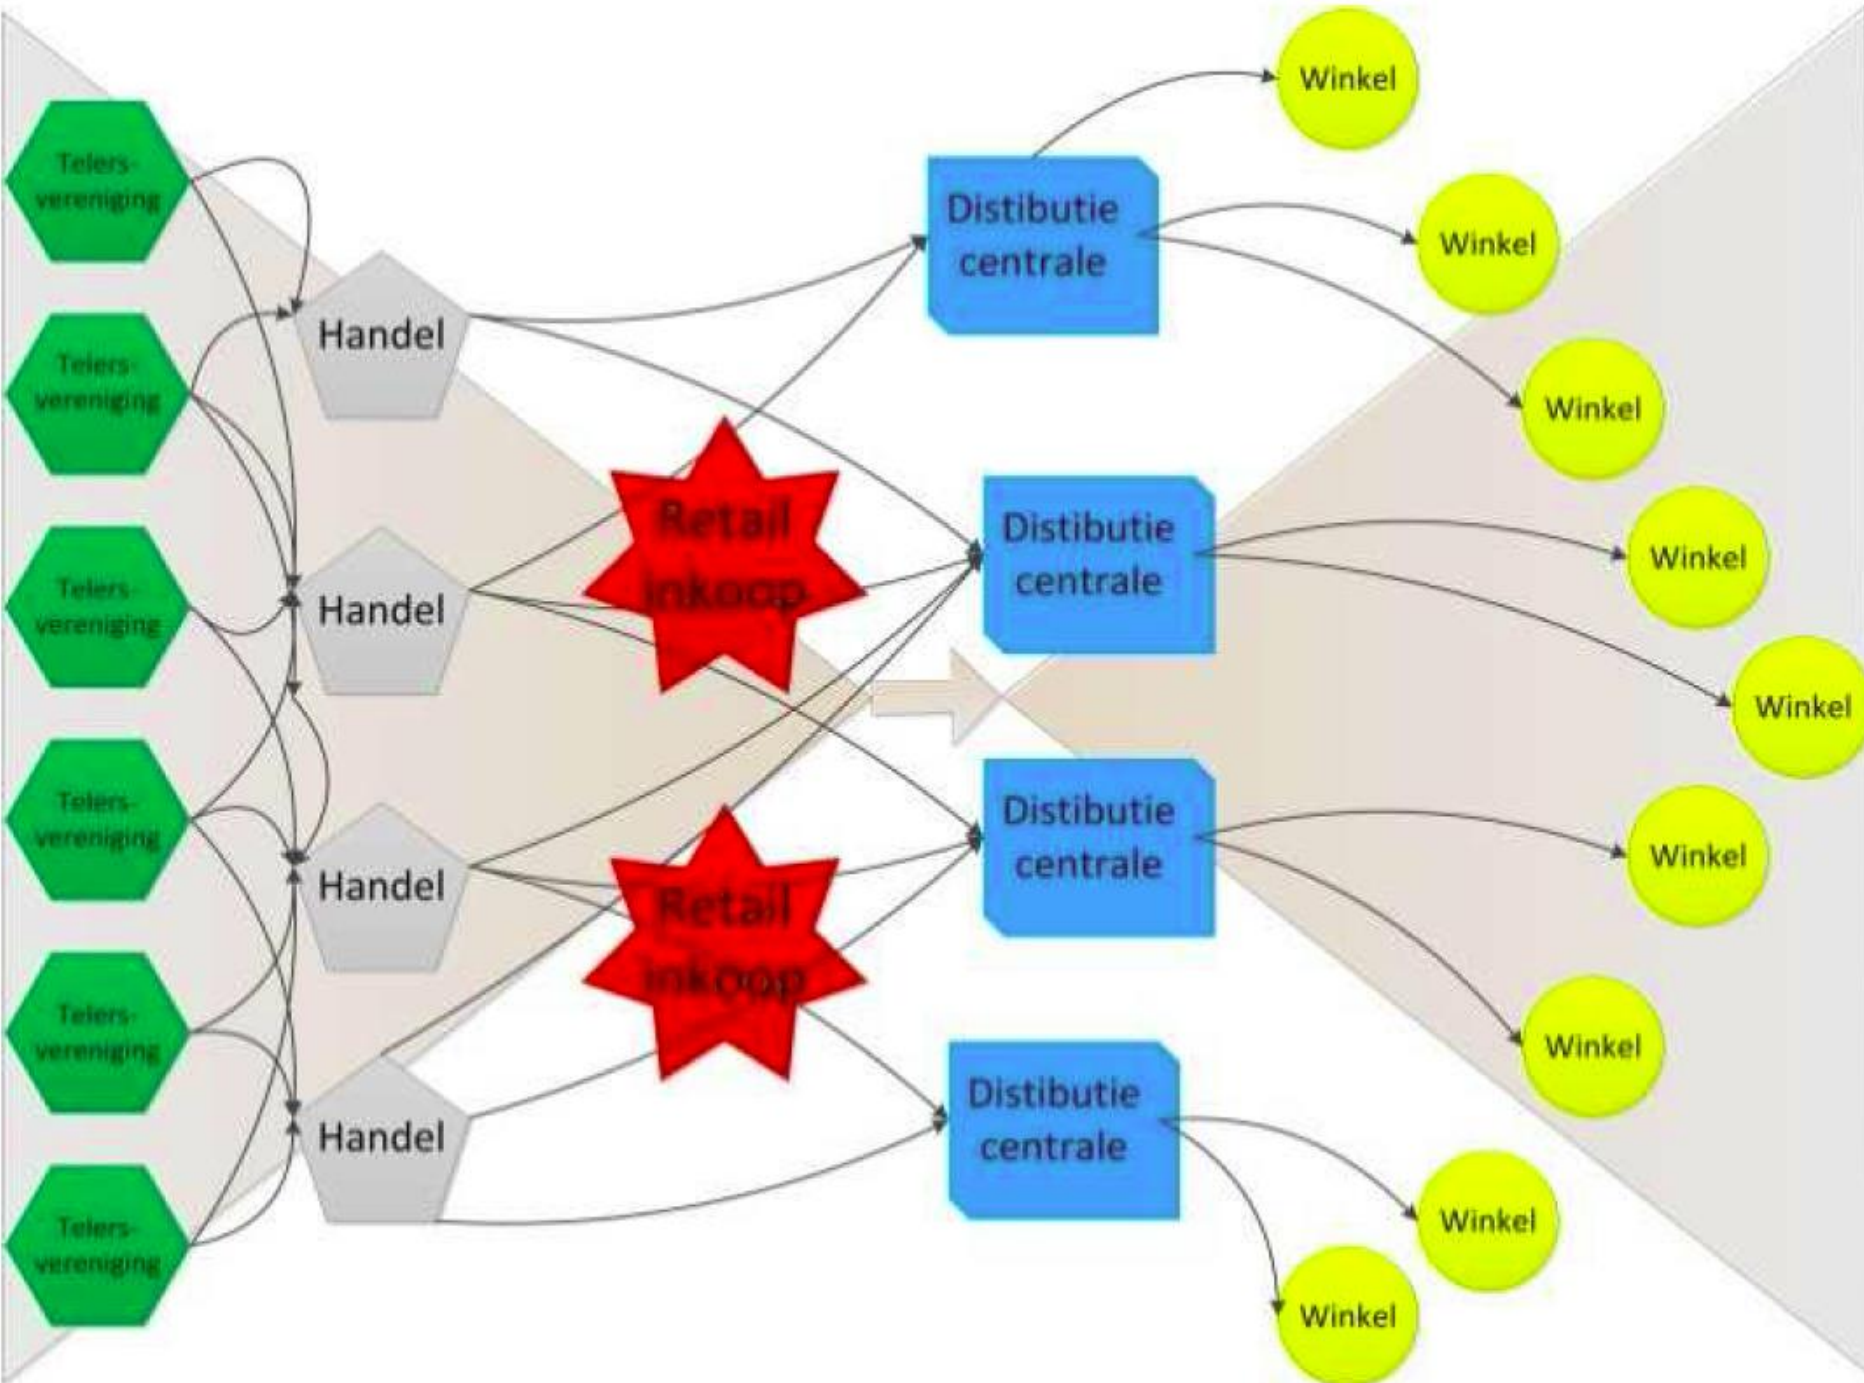 Telers-
vereniging
Telers-
vereniging
Telers-
vereniging
Telers-
vereniging
Telers-
vereniging
Telers-
vereniging
Handel
Handel
Handel
Handel
Retail
inkoop
Retail
inkoop
Distibutie
centrale
Distibutie
centrale
Distibutie
centrale
Distibutie
centrale
Winkel
Winkel
Winkel
Winkel
Winkel
Winkel
Winkel
Winkel
Winkel